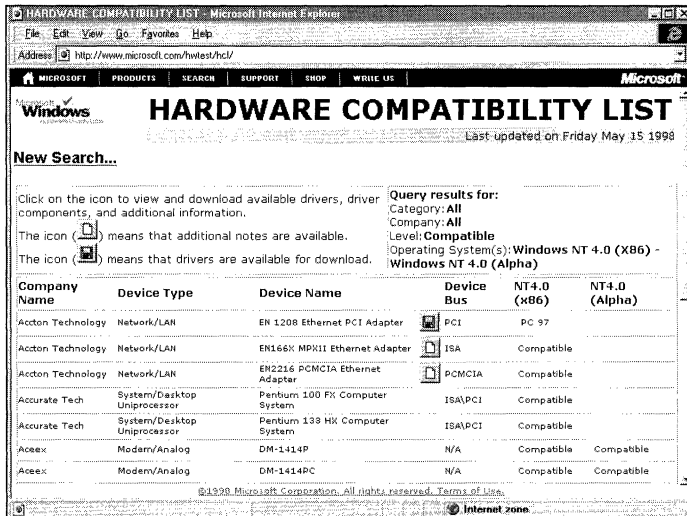 HARDWARE COMPATIBILITY LIST - Microsoft Internet Explorer
File Edit View Go Favorites Help
Address http://www.microsoft.com/hwtest/hcl/
MICROSOFT PRODUCTS SEARCH SUPPORT SHOP WRITE US Microsoft
Microsoft Windows
HARDWARE COMPATIBILITY LIST
Last updated on Friday May 15 1998
New Search...
Click on the icon to view and download available drivers, driver
components, and additional information.
The icon ( ) means that additional notes are available.
The icon ( ) means that drivers are available for download.
Query results for:
Category: All
Company: All
Level: Compatible
Operating System(s): Windows NT 4.0 (X86) -
Windows NT 4.0 (Alpha)
Company Name Device Type Device Name Device Bus NT4.0 (x86) NT4.0 (Alpha)
Accton Technology Network/LAN EN 1208 Ethernet PCI Adapter PCI PC 97
Accton Technology Network/LAN EN166X MPXII Ethernet Adapter ISA Compatible
Accton Technology Network/LAN EN2216 PCMCIA Ethernet Adapter PCMCIA Compatible
Accurate Tech System/Desktop Uniprocessor Pentium 100 FX Computer System ISA\PCI Compatible
Accurate Tech System/Desktop Uniprocessor Pentium 133 HX Computer System ISA\PCI Compatible
Aceex Modem/Analog DM-1414P N/A Compatible Compatible
Aceex Modem/Analog DM-1414PC N/A Compatible Compatible
©1998 Microsoft Corporation. All rights reserved. Terms of Use.
Internet zone